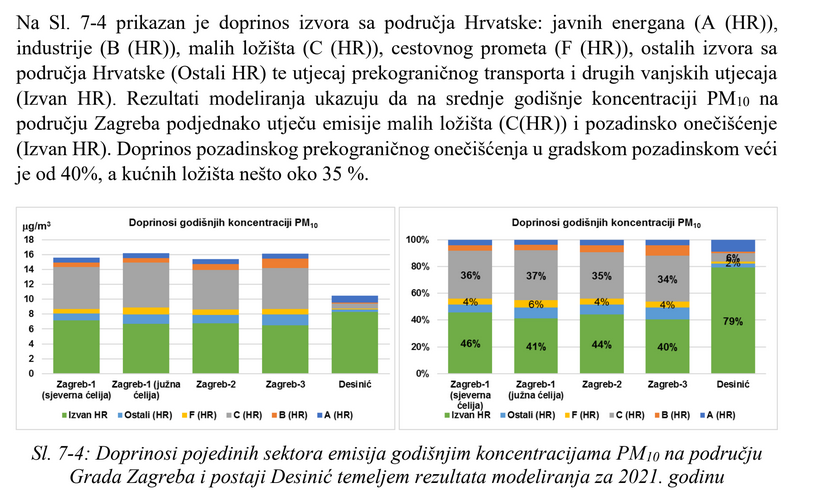 Na Sl. 7-4 prikazan je doprinos izvora sa područja Hrvatske: javnih energana (A (HR)),
industrije (B (HR)), malih ložišta (C (HR)), cestovnog prometa (F (HR)), ostalih izvora sa
područja Hrvatske (Ostali HR) te utjecaj prekograničnog transporta i drugih vanjskih utjecaja
(Izvan HR). Rezultati modeliranja ukazuju da na srednje godišnje koncentraciji PM10 na
području Zagreba podjednako utječu emisije malih ložišta (C(HR)) i pozadinsko onečišćenje
(Izvan HR). Doprinos pozadinskog prekograničnog onečišćenja u gradskom pozadinskom veći
je od 40%, a kućnih ložišta nešto oko 35 %.
Doprinosi godišnjih koncentraciji PM10
µg/m³
18
16
14
12
10
8
6
4
2
0
Zagreb-1 (sjeverna ćelija)
Zagreb-1 (južna ćelija)
Zagreb-2
Zagreb-3
Desinić
Izvan HR Ostali (HR) F (HR) C (HR) B (HR) A (HR)
Doprinosi godišnjih koncentraciji PM10
100%
80%
60%
40%
20%
0%
36% 37% 35% 34% 6%
4% 6% 4% 4% 2%
46% 41% 44% 40% 79%
Zagreb-1 (sjeverna ćelija)
Zagreb-1 (južna ćelija)
Zagreb-2
Zagreb-3
Desinić
Izvan HR Ostali (HR) F (HR) C (HR) B (HR) A (HR)
Sl. 7-4: Doprinosi pojedinih sektora emisija godišnjim koncentracijama PM10 na području
Grada Zagreba i postaji Desinić temeljem rezultata modeliranja za 2021. godinu